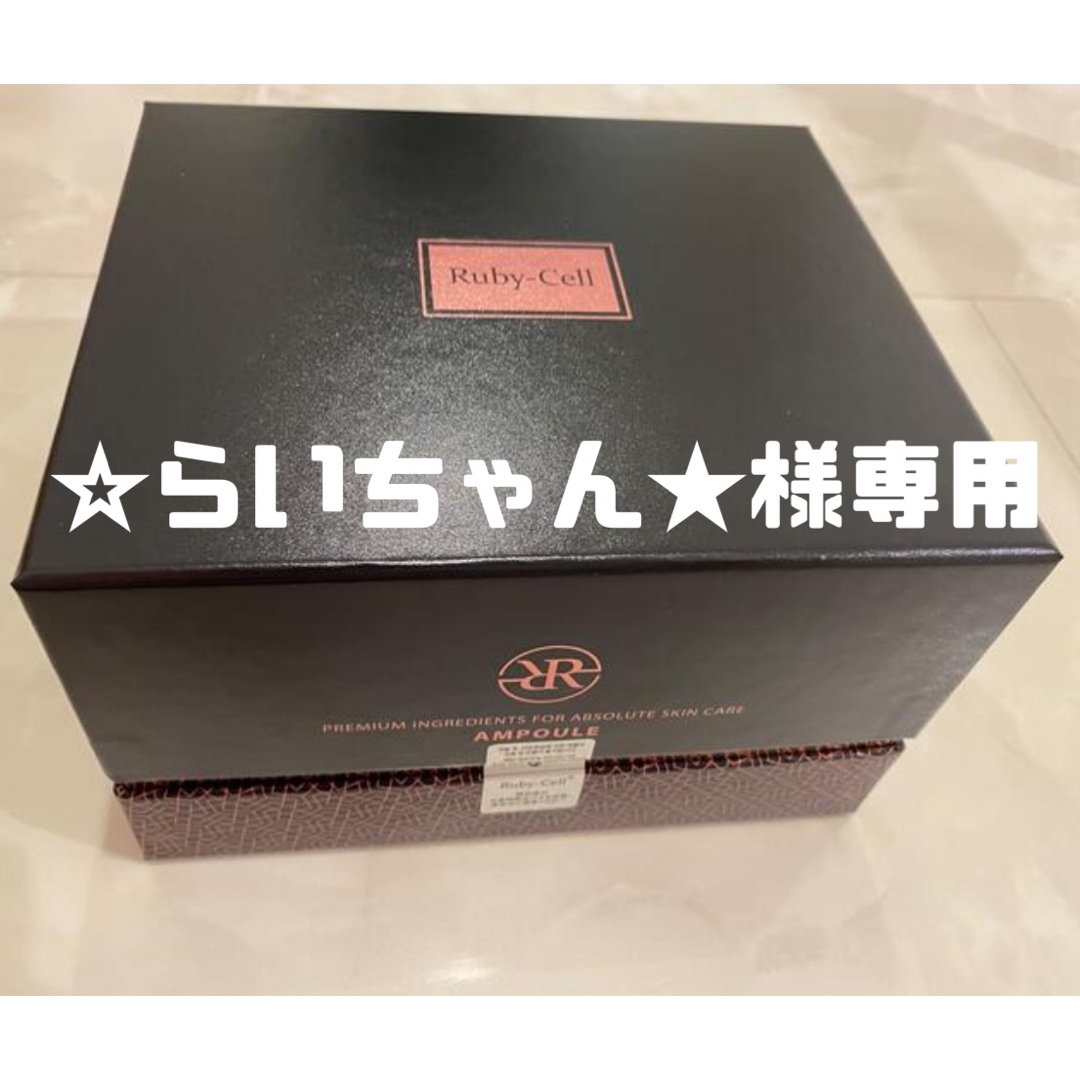 Ruby-Cell
☆らいちゃん★様専用
RR
PREMIUM INGREDIENTS FOR ABSOLUTE SKIN CARE
AMPOULE
Ruby-Cell